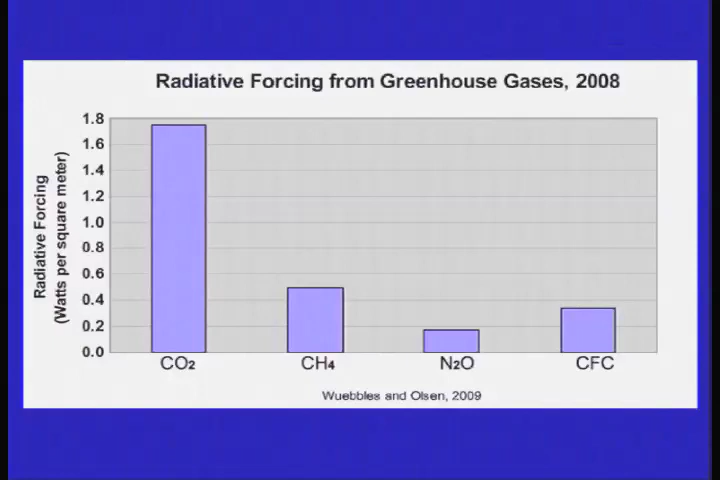 Radiative Forcing from Greenhouse Gases, 2008
Radiative Forcing
(Watts per square meter)
1.8
1.6
1.4
1.2
1.0
0.8
0.6
0.4
0.2
0.0
CO₂
CH₄
N₂O
CFC
Wuebbles and Olsen, 2009